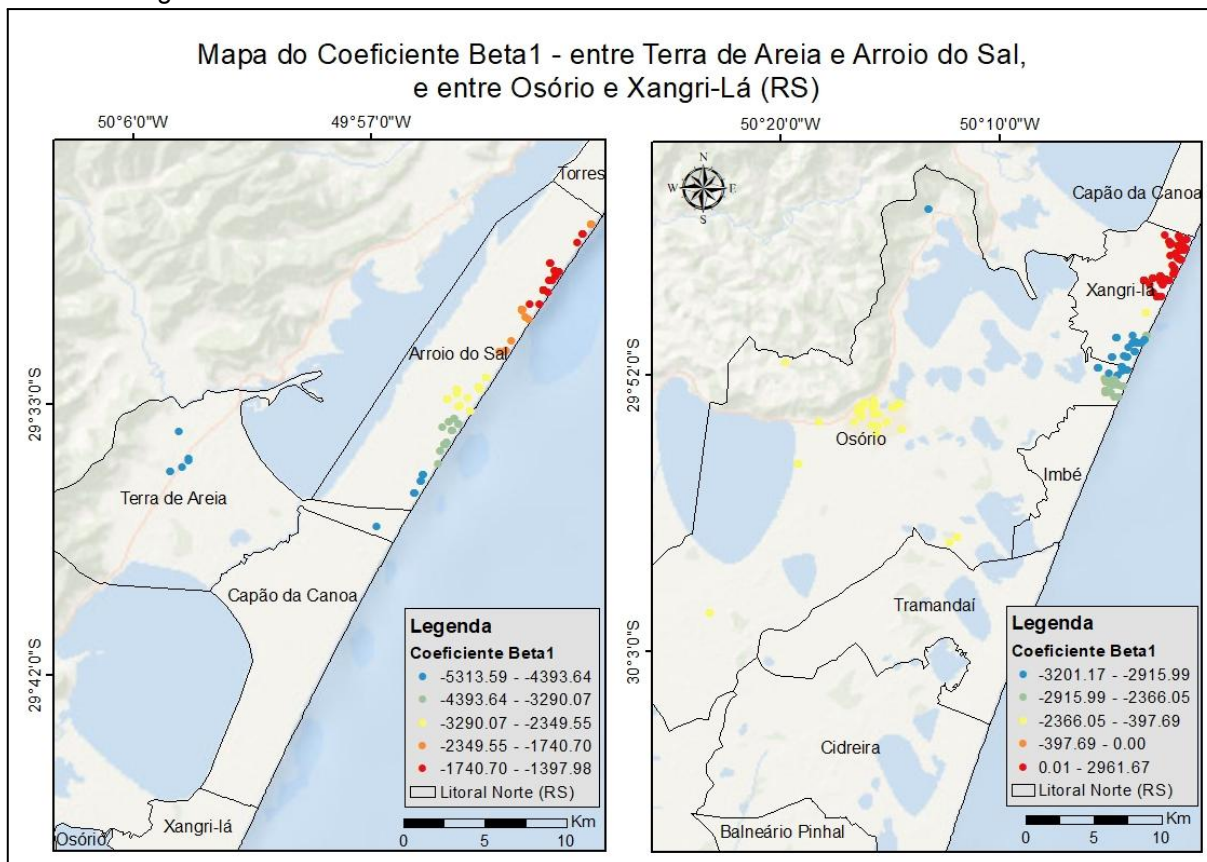 Mapa do Coeficiente Beta1 - entre Terra de Areia e Arroio do Sal,
e entre Osório e Xangri-Lá (RS)
50°6'0"W
49°57'0"W
29°33'0"S
29°42'0"S
Torres
Arroio do Sal
Terra de Areia
Capão da Canoa
Xangri-lá
Osório
Legenda
Coeficiente Beta1
-5313.59 - -4393.64
-4393.64 - -3290.07
-3290.07 - -2349.55
-2349.55 - -1740.70
-1740.70 - -1397.98
Litoral Norte (RS)
Km
0 5 10
50°20'0"W
50°10'0"W
29°52'0"S
30°3'0"S
N
W E
S
Capão da Canoa
Xangri-lá
Osório
Imbé
Tramandaí
Cidreira
Balneário Pinhal
Legenda
Coeficiente Beta1
-3201.17 - -2915.99
-2915.99 - -2366.05
-2366.05 - -397.69
-397.69 - 0.00
0.01 - 2961.67
Litoral Norte (RS)
Km
0 5 10